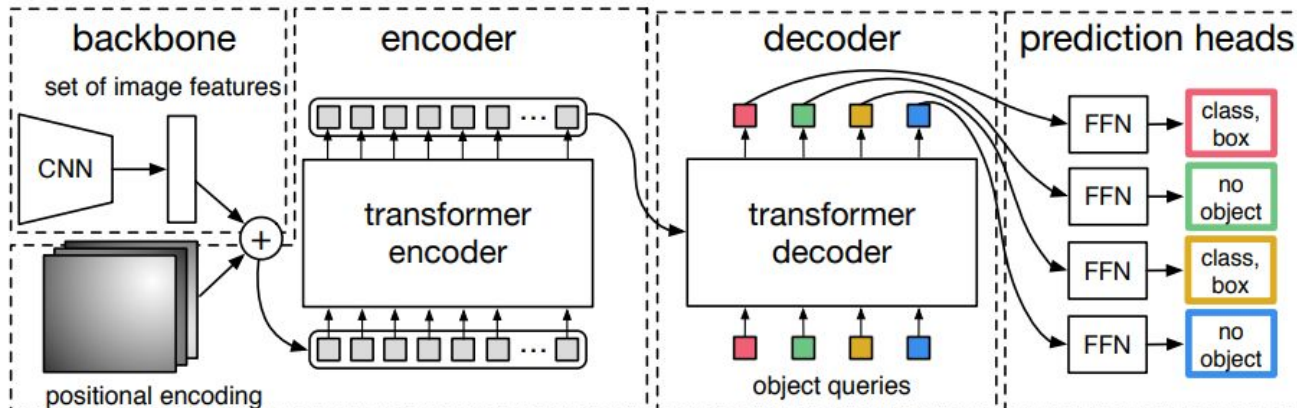 backbone
set of image features
CNN
+
positional encoding
encoder
...
transformer
encoder
...
decoder
transformer
decoder
object queries
prediction heads
FFN
class,
box
FFN
no
object
FFN
class,
box
FFN
no
object